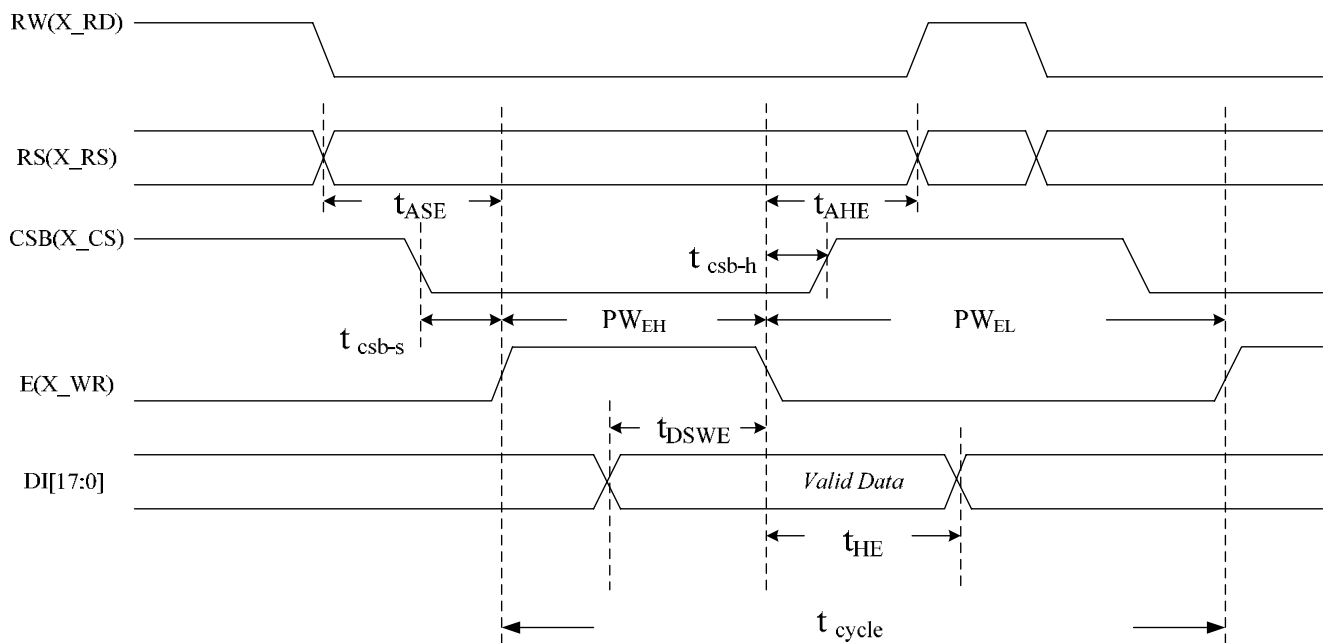 RW(X_RD)
RS(X_RS)
tASE
tAHE
CSB(X_CS)
t csb-h
t csb-s
PWEH
PWEL
E(X_WR)
tDSWE
DI[17:0]
Valid Data
tHE
t cycle